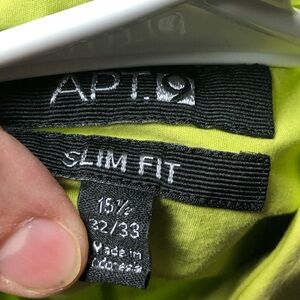 APT. 9
SLIM FIT
15½
32/33
Made in
Indonesia